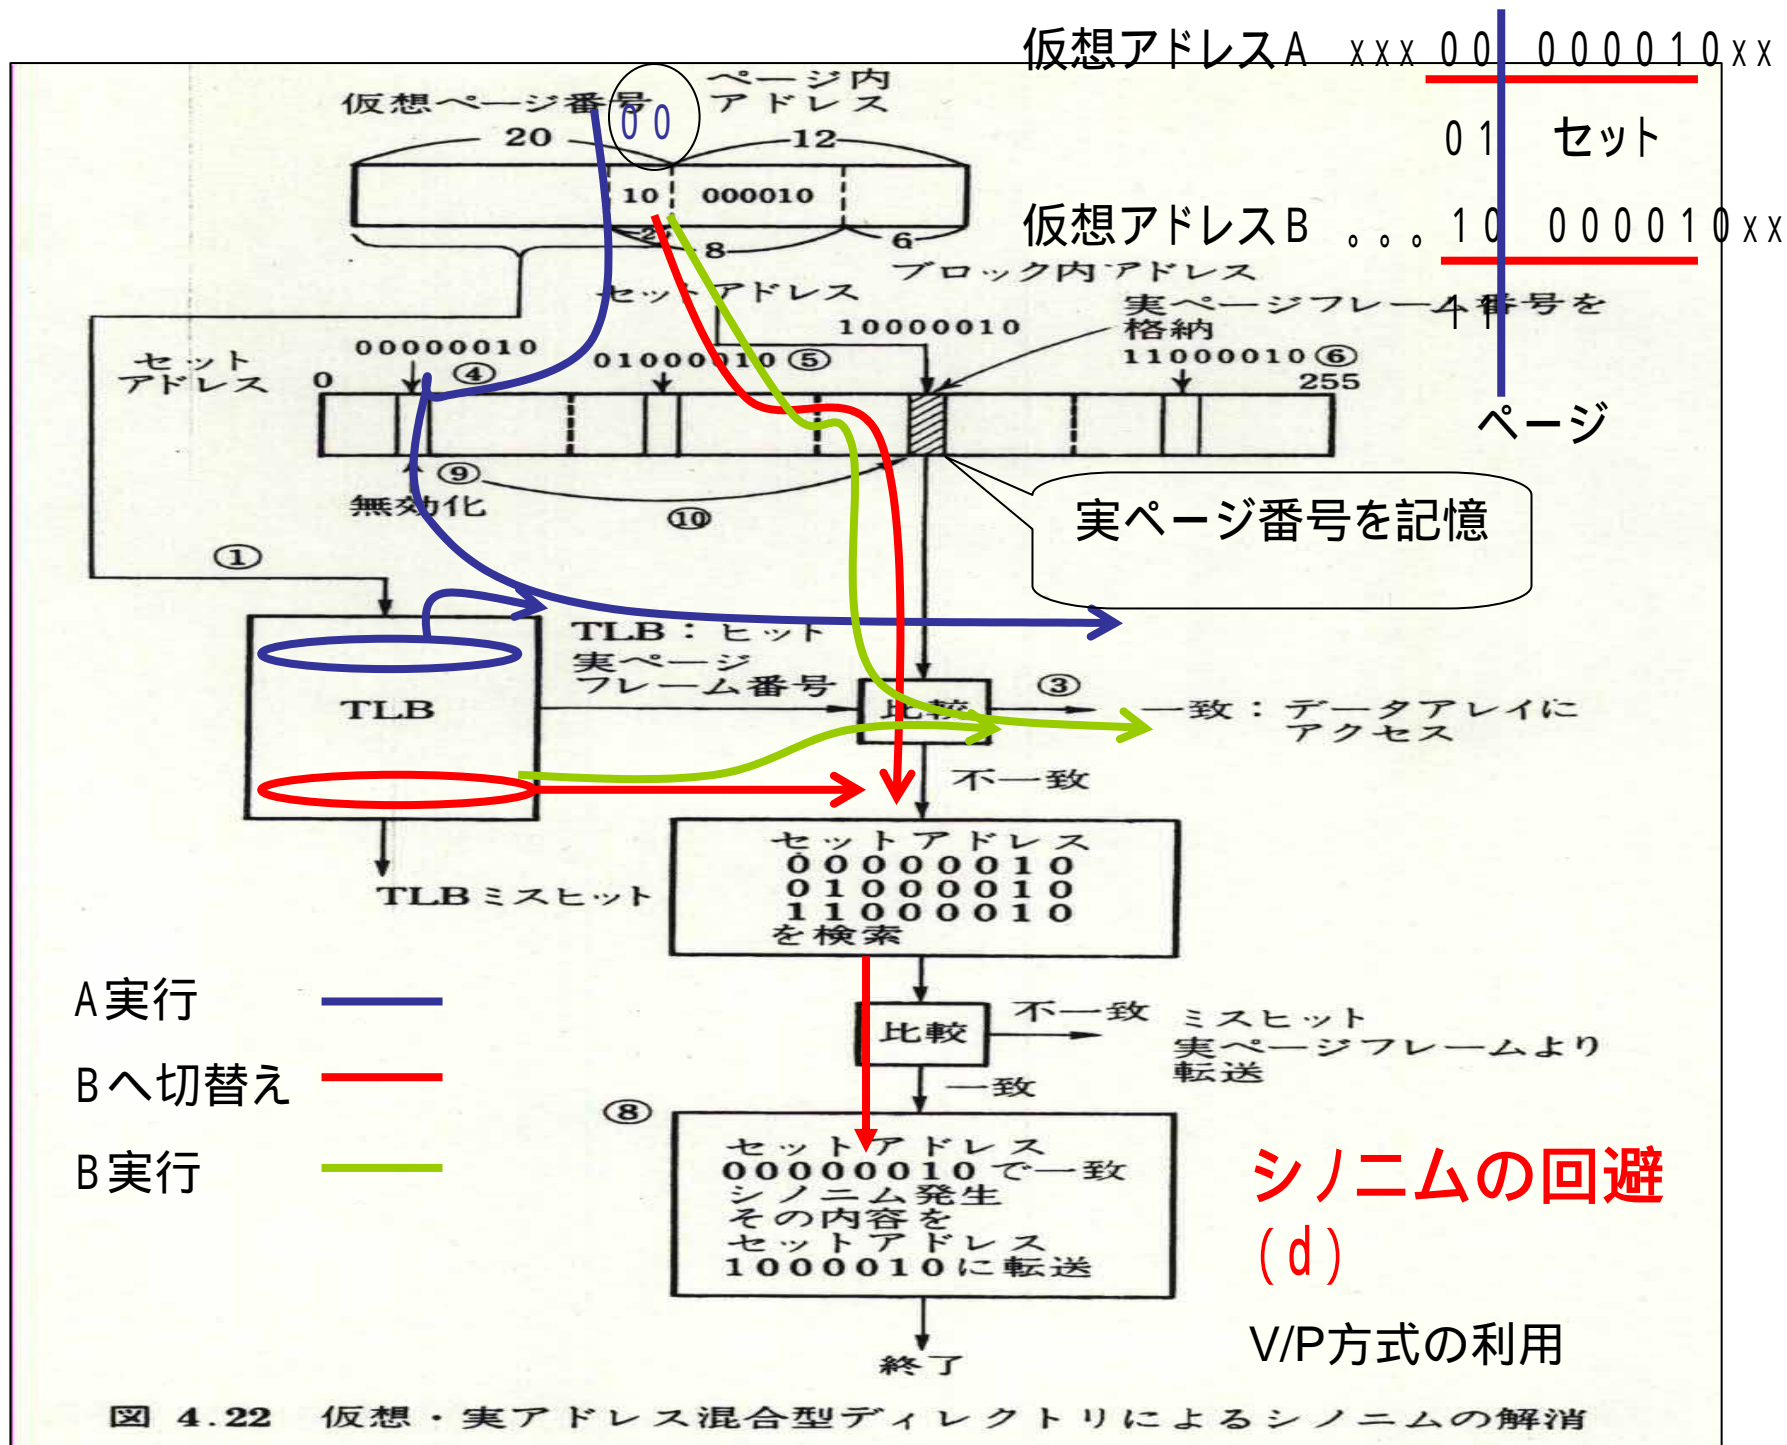 仮想アドレスA xxx 00 000010xx
01 セット
仮想アドレスB 。。。 10 000010xx
11
ページ
仮想ページ番号
00
ページ内
アドレス
20
12
10 000010
2
8
6
セットアドレス
ブロック内アドレス
実ページフレーム番号を
格納
セット
アドレス
0
00000010
④
01000010 ⑤
10000010
11000010 ⑥
255
⑨
無効化
⑩
実ページ番号を記憶
①
TLB
TLB：ヒット
実ページ
フレーム番号
比較
③
一致：データアレイに
アクセス
不一致
TLBミスヒット
セットアドレス
00000010
01000010
11000010
を検索
比較
不一致
ミスヒット
実ページフレームより
転送
一致
⑧
セットアドレス
00000010で一致
シノニム発生
その内容を
セットアドレス
1000010に転送
終了
A実行
Bへ切替え
B実行
シノニムの回避
(d)
V/P方式の利用
図 4.22 仮想・実アドレス混合型ディレクトリによるシノニムの解消